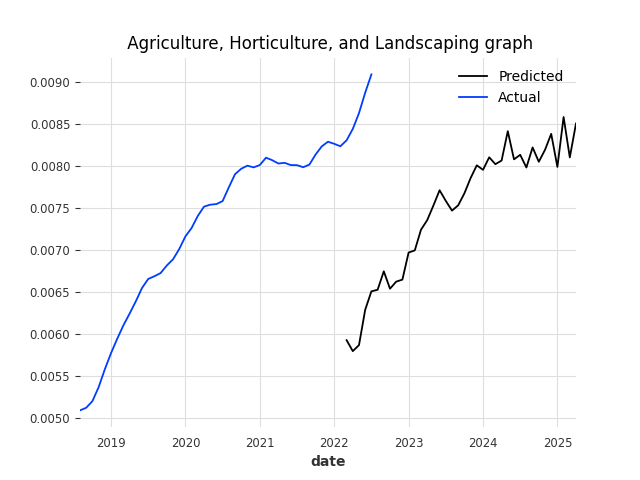 Agriculture, Horticulture, and Landscaping graph
Predicted
Actual
0.0090
0.0085
0.0080
0.0075
0.0070
0.0065
0.0060
0.0055
0.0050
2019 2020 2021 2022 2023 2024 2025
date